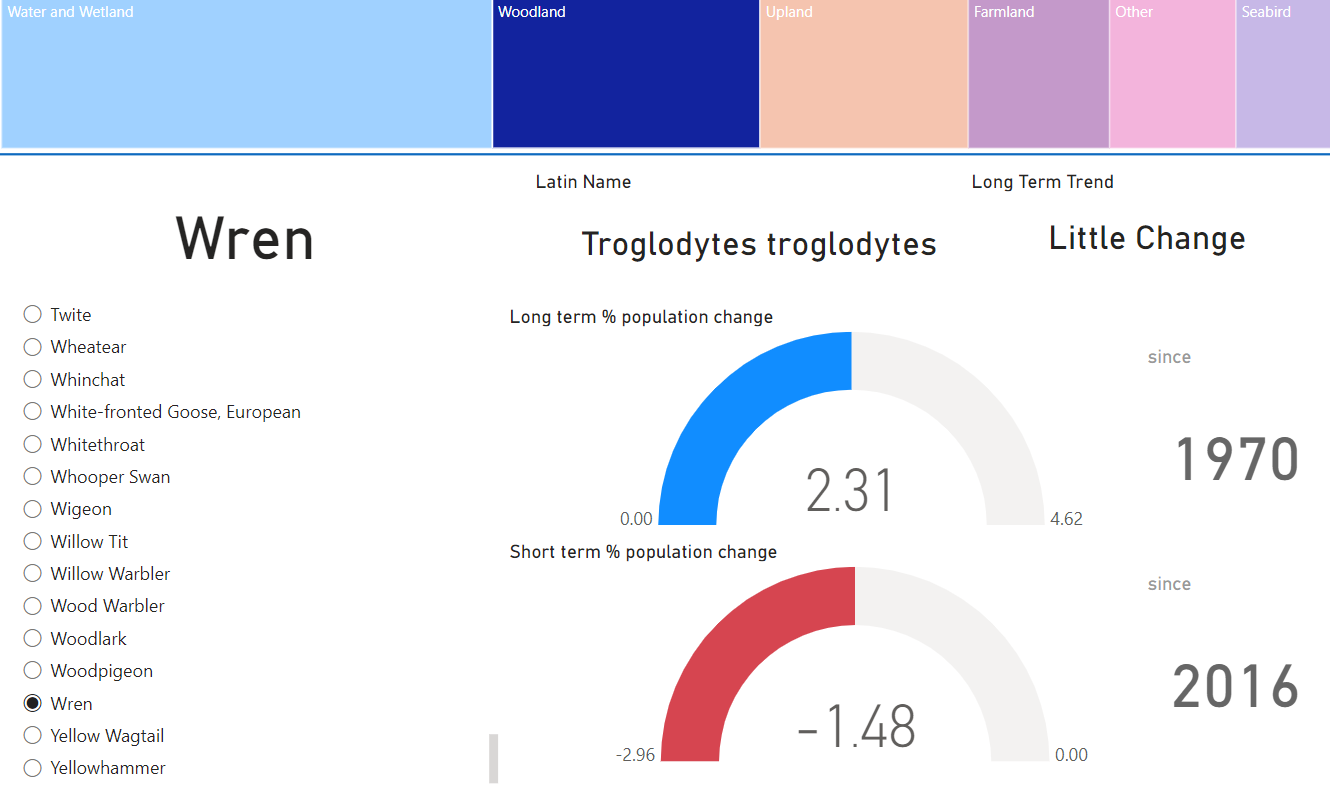 Water and Wetland
Woodland
Upland
Farmland
Other
Seabird
Latin Name
Long Term Trend
Wren
Troglodytes troglodytes
Little Change
Twite
Wheatear
Whinchat
White-fronted Goose, European
Whitethroat
Whooper Swan
Wigeon
Willow Tit
Willow Warbler
Wood Warbler
Woodlark
Woodpigeon
Wren
Yellow Wagtail
Yellowhammer
Long term % population change
2.31
0.00
4.62
since
1970
Short term % population change
-1.48
-2.96
0.00
since
2016